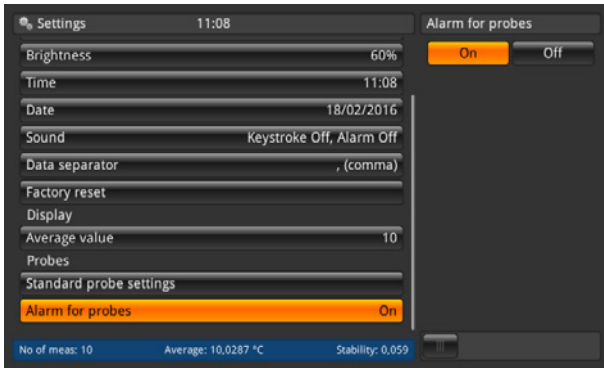 Settings 11:08
Alarm for probes
On Off
Brightness 60%
Time 11:08
Date 18/02/2016
Sound Keystroke Off, Alarm Off
Data separator , (comma)
Factory reset
Display
Average value 10
Probes
Standard probe settings
Alarm for probes On
No of meas: 10 Average: 10,0287 °C Stability: 0,059